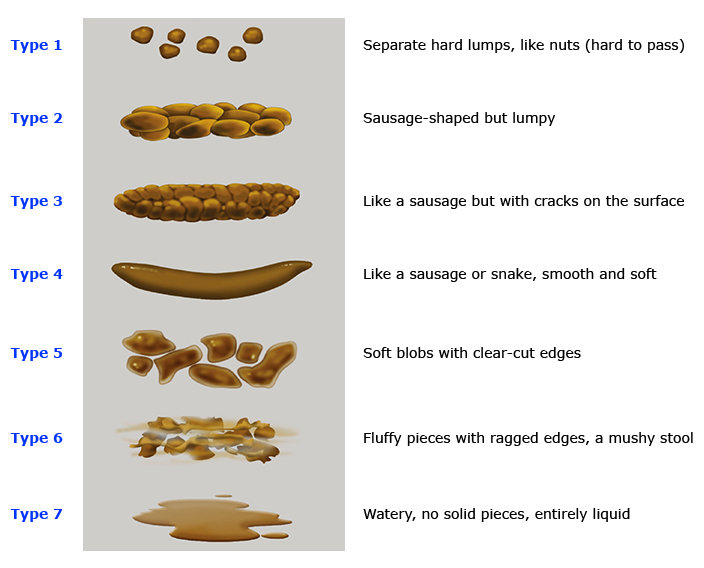 Type 1 Separate hard lumps, like nuts (hard to pass)
Type 2 Sausage-shaped but lumpy
Type 3 Like a sausage but with cracks on the surface
Type 4 Like a sausage or snake, smooth and soft
Type 5 Soft blobs with clear-cut edges
Type 6 Fluffy pieces with ragged edges, a mushy stool
Type 7 Watery, no solid pieces, entirely liquid